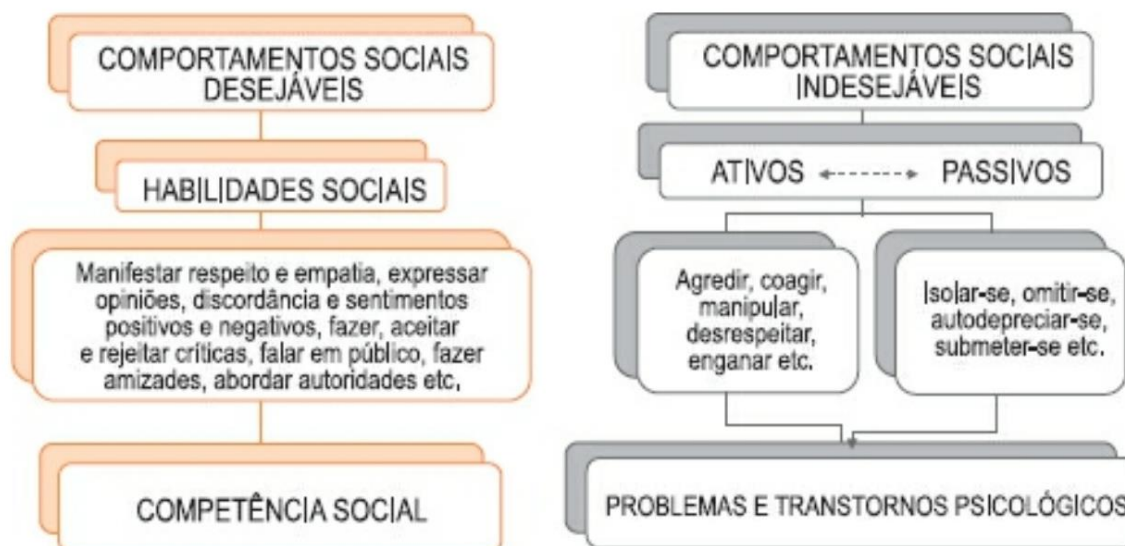 COMPORTAMENTOS SOCIAIS
DESEJÁVEIS
HABILIDADES SOCIAIS
Manifestar respeito e empatia, expressar
opiniões, discordância e sentimentos
positivos e negativos, fazer, aceitar
e rejeitar críticas, falar em público, fazer
amizades, abordar autoridades etc.
COMPETÊNCIA SOCIAL
COMPORTAMENTOS SOCIAIS
INDESEJÁVEIS
ATIVOS PASSIVOS
Agredir, coagir,
manipular,
desrespeitar,
enganar etc.
Isolar-se, omitir-se,
autodepreciar-se,
submeter-se etc.
PROBLEMAS E TRANSTORNOS PSICOLÓGICOS